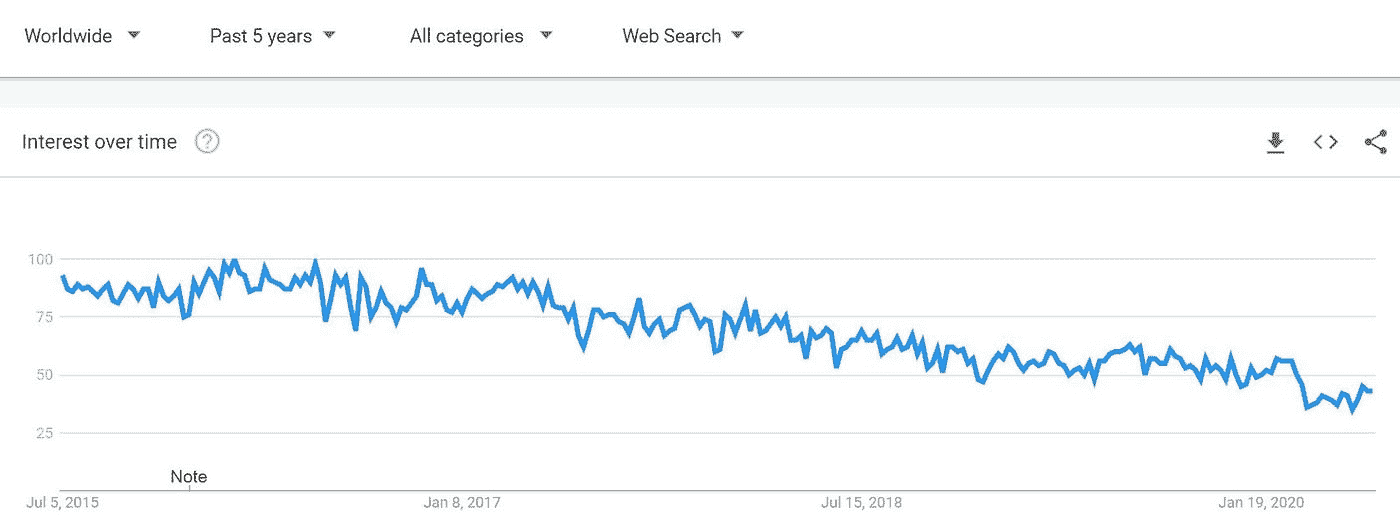 Worldwide Past 5 years All categories Web Search
Interest over time ?
100
75
50
25
Note
Jul 5, 2015 Jan 8, 2017 Jul 15, 2018 Jan 19, 2020